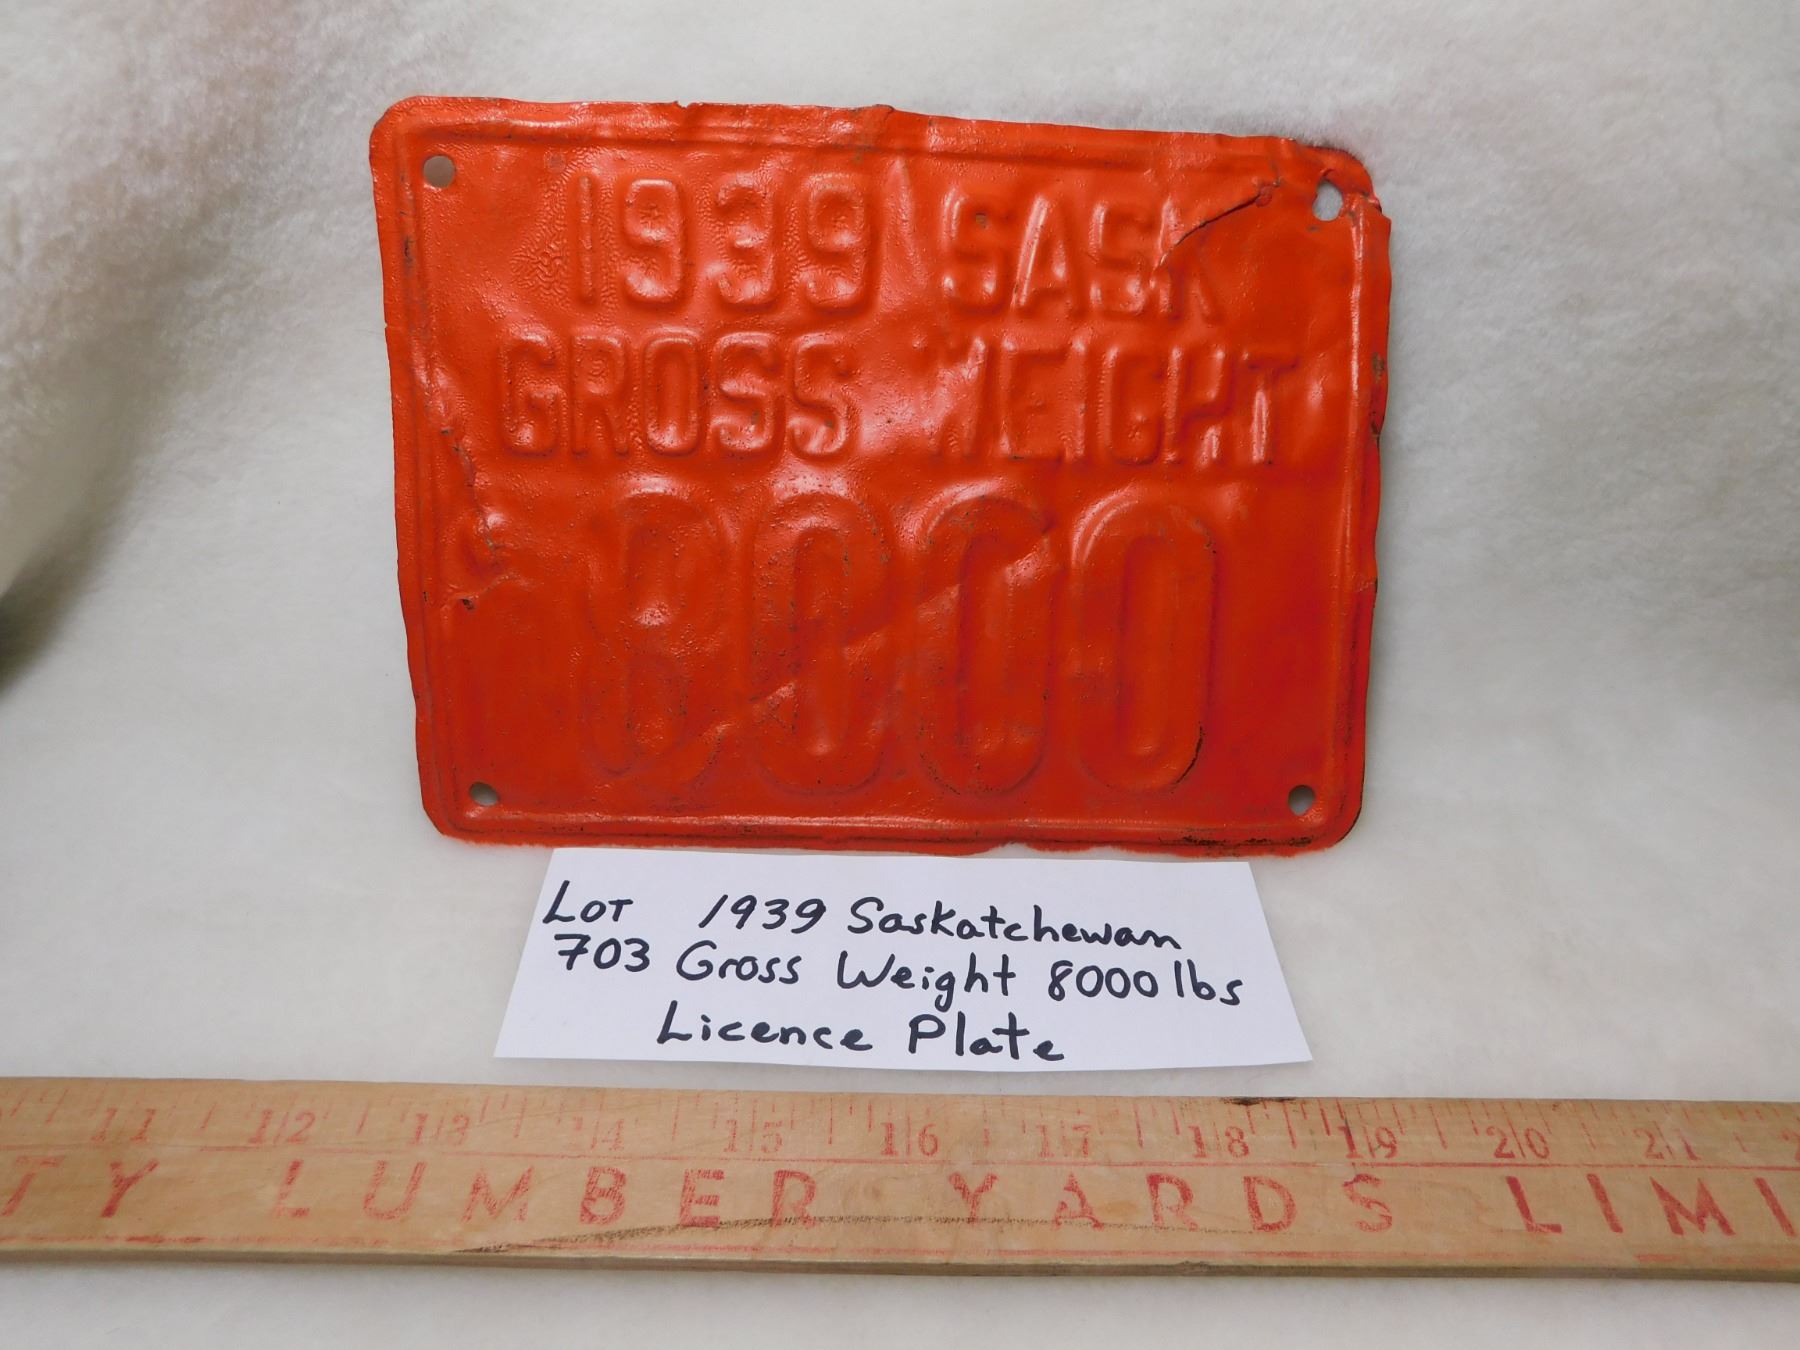 1939 SASK
GROSS WEIGHT
8000
Lot 1939 Saskatchewan
703 Gross Weight 8000 lbs
Licence Plate
11 12 13 14 15 16 17 18 19 20 21
TY LUMBER YARDS LIMI